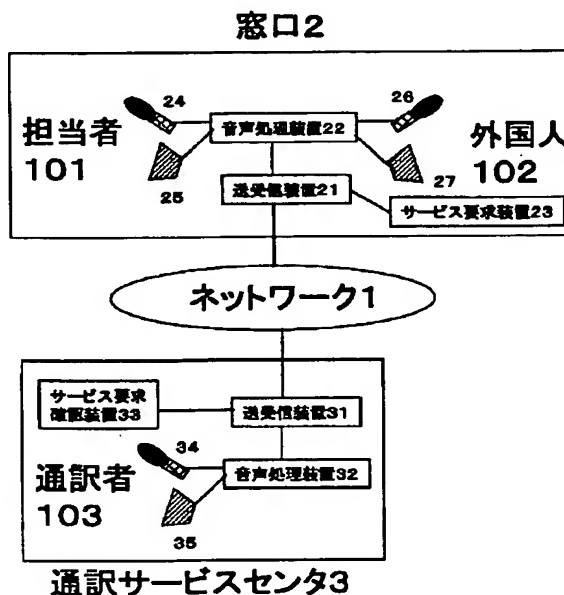 窓口2
24
26
担当者
101
音声処理装置22
外国人
102
25
27
送受信装置21
サービス要求装置23
ネットワーク1
サービス要求
確認装置33
送受信装置31
34
通訳者
103
音声処理装置32
35
通訳サービスセンタ3